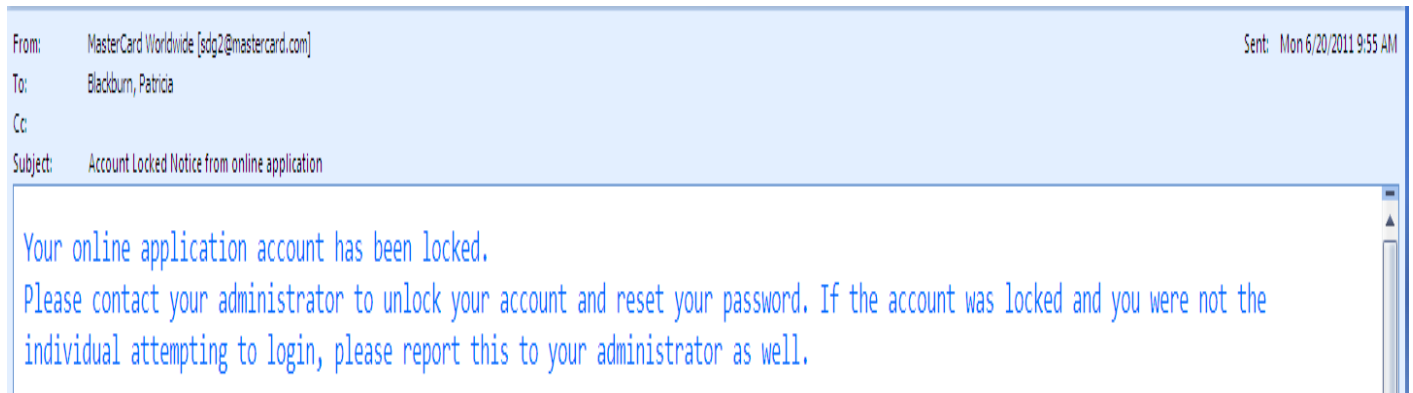 From: MasterCard Worldwide [sdg2@mastercard.com] Sent: Mon 6/20/2011 9:55 AM
To: Blackburn, Patricia
Cc:
Subject: Account Locked Notice from online application
Your online application account has been locked.
Please contact your administrator to unlock your account and reset your password. If the account was locked and you were not the
individual attempting to login, please report this to your administrator as well.